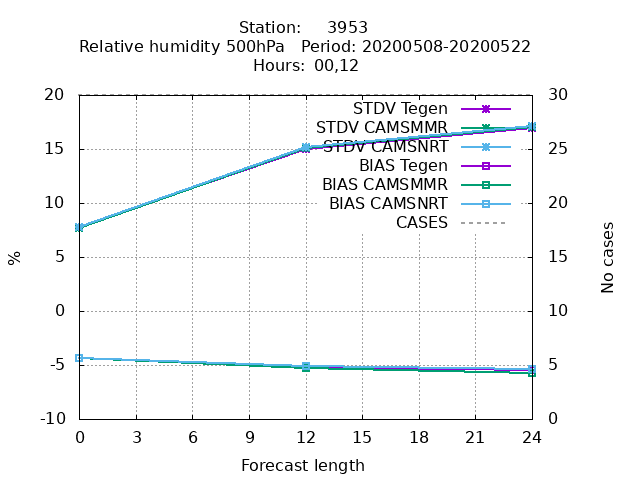 Station: 3953
Relative humidity 500hPa Period: 20200508-20200522
Hours: 00,12
20
15
10
5
0
-5
-10
%
30
25
20
15
10
5
0
No cases
STDV Tegen
STDV CAMSMMR
STDV CAMSNRT
BIAS Tegen
BIAS CAMSMMR
BIAS CAMSNRT
CASES
0 3 6 9 12 15 18 21 24
Forecast length